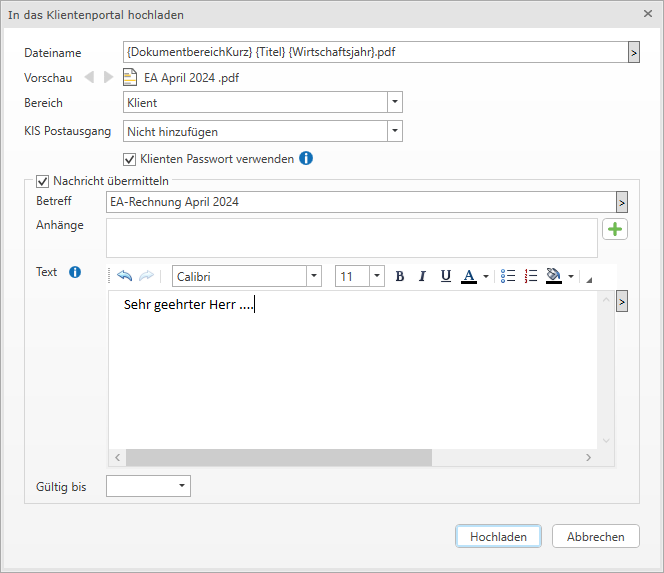 In das Klientenportal hochladen
Dateiname {DokumentbereichKurz} {Titel} {Wirtschaftsjahr}.pdf >
Vorschau EA April 2024 .pdf
Bereich Klient
KIS Postausgang Nicht hinzufügen
Klienten Passwort verwenden
Nachricht übermitteln
Betreff EA-Rechnung April 2024 >
Anhänge
Text Calibri 11 B I U A
Sehr geehrter Herr .... >
Gültig bis
Hochladen Abbrechen